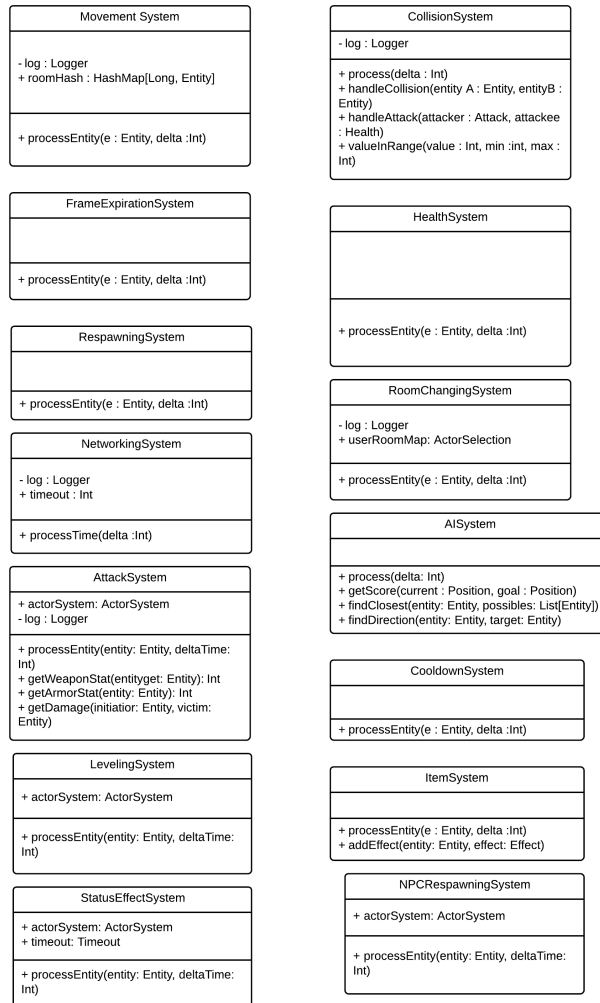 Movement System
- log : Logger
+ roomHash : HashMap[Long, Entity]
+ processEntity(e : Entity, delta :Int)
FrameExpirationSystem
+ processEntity(e : Entity, delta :Int)
RespawningSystem
+ processEntity(e : Entity, delta :Int)
NetworkingSystem
- log : Logger
+ timeout : Int
+ processTime(delta :Int)
AttackSystem
+ actorSystem: ActorSystem
- log : Logger
+ processEntity(entity: Entity, deltaTime:
Int)
+ getWeaponStat(entityget: Entity): Int
+ getArmorStat(entity: Entity): Int
+ getDamage(initiatior: Entity, victim:
Entity)
LevelingSystem
+ actorSystem: ActorSystem
+ processEntity(entity: Entity, deltaTime:
Int)
StatusEffectSystem
+ actorSystem: ActorSystem
+ timeout: Timeout
+ processEntity(entity: Entity, deltaTime:
Int)
CollisionSystem
- log : Logger
+ process(delta : Int)
+ handleCollision(entity A : Entity, entityB :
Entity)
+ handleAttack(attacker : Attack, attackee
: Health)
+ valueInRange(value : Int, min :int, max :
Int)
HealthSystem
+ processEntity(e : Entity, delta :Int)
RoomChangingSystem
- log : Logger
+ userRoomMap: ActorSelection
+ processEntity(e : Entity, delta :Int)
AISystem
+ process(delta: Int)
+ getScore(current : Position, goal : Position)
+ findClosest(entity: Entity, possibles: List[Entity])
+ findDirection(entity: Entity, target: Entity)
CooldownSystem
+ processEntity(e : Entity, delta :Int)
ItemSystem
+ processEntity(e : Entity, delta :Int)
+ addEffect(entity: Entity, effect: Effect)
NPCRespawningSystem
+ actorSystem: ActorSystem
+ processEntity(entity: Entity, deltaTime:
Int)